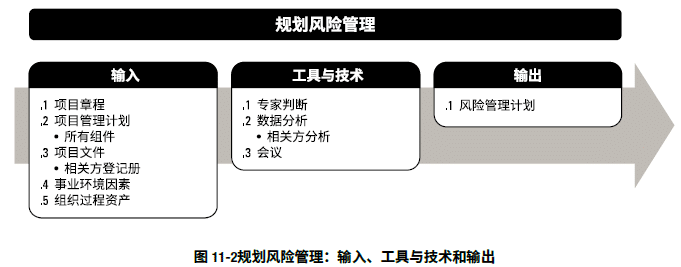 规划风险管理
输入
.1 项目章程
.2 项目管理计划
• 所有组件
.3 项目文件
• 相关方登记册
.4 事业环境因素
.5 组织过程资产
工具与技术
.1 专家判断
.2 数据分析
• 相关方分析
.3 会议
输出
.1 风险管理计划
图 11-2规划风险管理：输入、工具与技术和输出